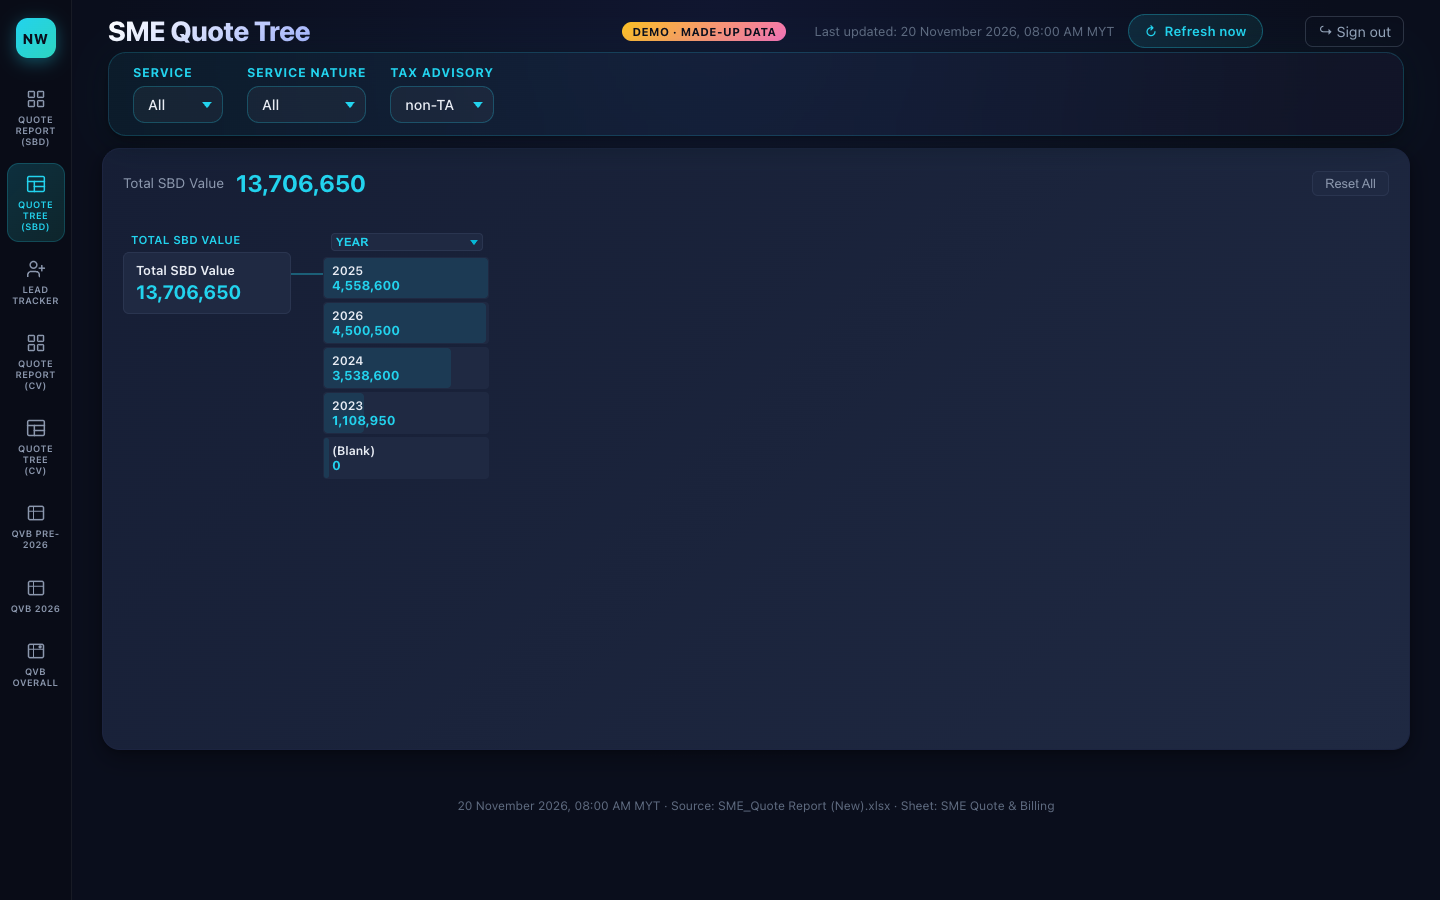 NW
SME Quote Tree
DEMO · MADE-UP DATA
Last updated: 20 November 2026, 08:00 AM MYT
↻ Refresh now
Sign out
QUOTE
REPORT
(SBD)
QUOTE
TREE
(SBD)
LEAD
TRACKER
QUOTE
REPORT
(CV)
QUOTE
TREE
(CV)
QVB PRE-
2026
QVB 2026
QVB
OVERALL
SERVICE
All
SERVICE NATURE
All
TAX ADVISORY
non-TA
Total SBD Value 13,706,650
Reset All
TOTAL SBD VALUE
Total SBD Value
13,706,650
YEAR
2025
4,558,600
2026
4,500,500
2024
3,538,600
2023
1,108,950
(Blank)
0
20 November 2026, 08:00 AM MYT · Source: SME_Quote Report (New).xlsx · Sheet: SME Quote & Billing